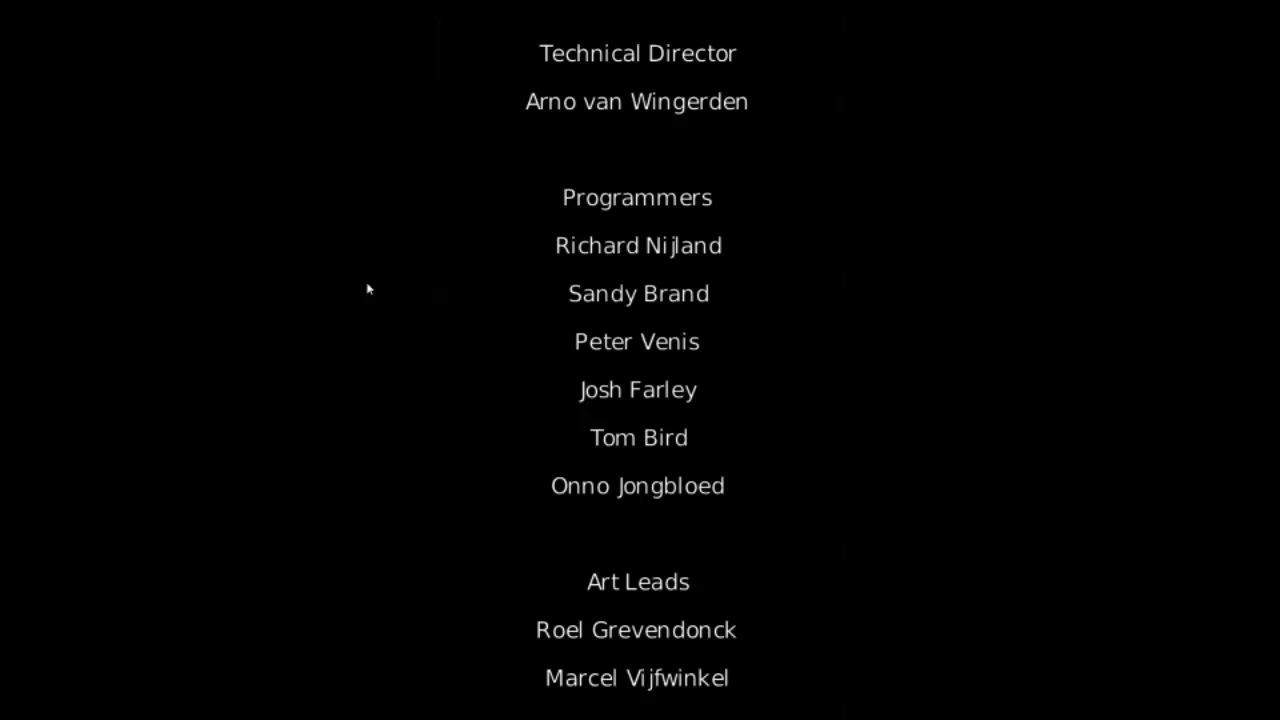 Technical Director
Arno van Wingerden
Programmers
Richard Nijland
Sandy Brand
Peter Venis
Josh Farley
Tom Bird
Onno Jongbloed
Art Leads
Roel Grevendonck
Marcel Vijfwinkel